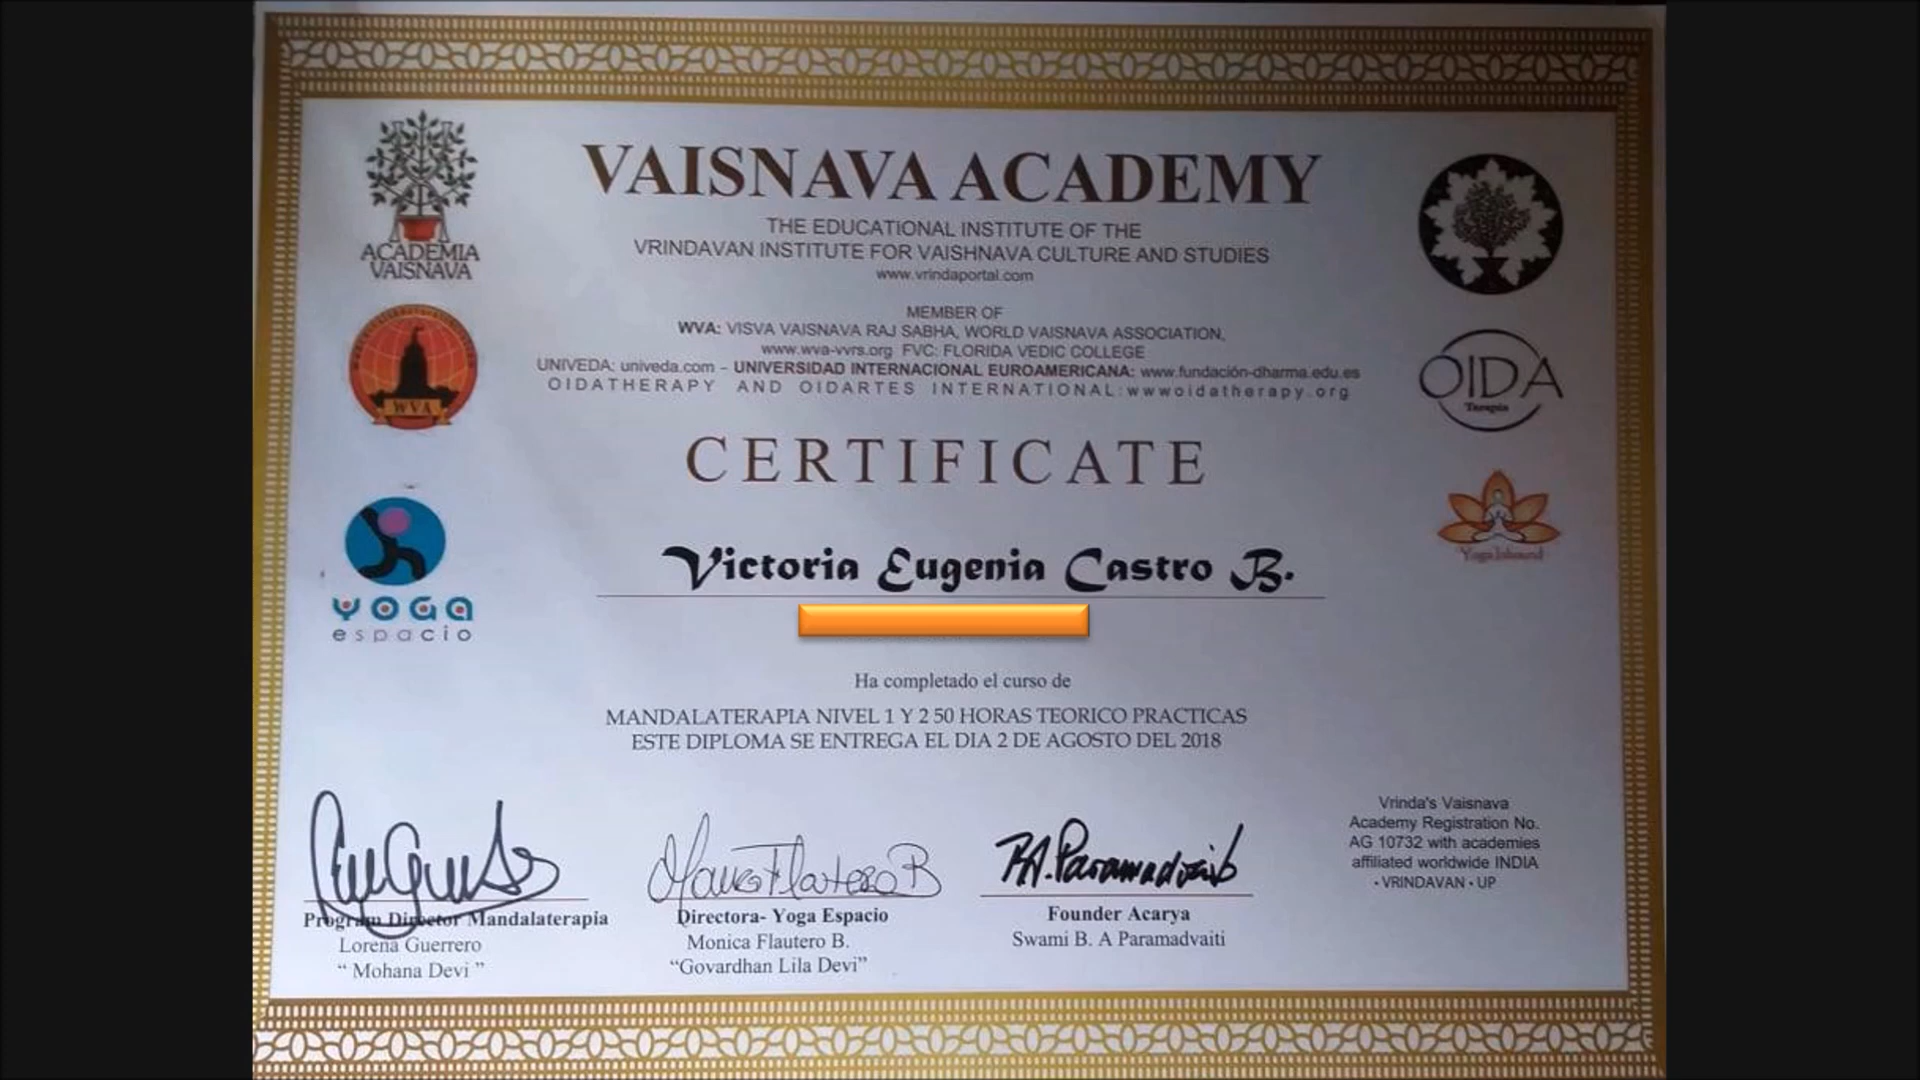 VAISNAVA ACADEMY
THE EDUCATIONAL INSTITUTE OF THE
VRINDAVAN INSTITUTE FOR VAISHNAVA CULTURE AND STUDIES
www.vrindaportal.com
MEMBER OF
WVA: VISVA VAISNAVA RAJ SABHA, WORLD VAISNAVA ASSOCIATION,
www.wva-vvrs.org FVC: FLORIDA VEDIC COLLEGE
UNIVEDA: univeda.com – UNIVERSIDAD INTERNACIONAL EUROAMERICANA: www.fundación-dharma.edu.es
OIDATHERAPY AND OIDARTES INTERNATIONAL:wwwoidatherapy.org
ACADEMIA
VAISNAVA
WVA
YOGA
espacio
OIDA
Terapia
Yoga Inbound
CERTIFICATE
Victoria Eugenia Castro B.
Ha completado el curso de
MANDALATERAPIA NIVEL 1 Y 2 50 HORAS TEORICO PRACTICAS
ESTE DIPLOMA SE ENTREGA EL DIA 2 DE AGOSTO DEL 2018
Program Director Mandalaterapia
Lorena Guerrero
“ Mohana Devi ”
Monica Flautero B
Directora- Yoga Espacio
Monica Flautero B.
“Govardhan Lila Devi”
B.A. Paramadvaiti
Founder Acarya
Swami B. A Paramadvaiti
Vrinda's Vaisnava
Academy Registration No.
AG 10732 with academies
affiliated worldwide INDIA
• VRINDAVAN • UP